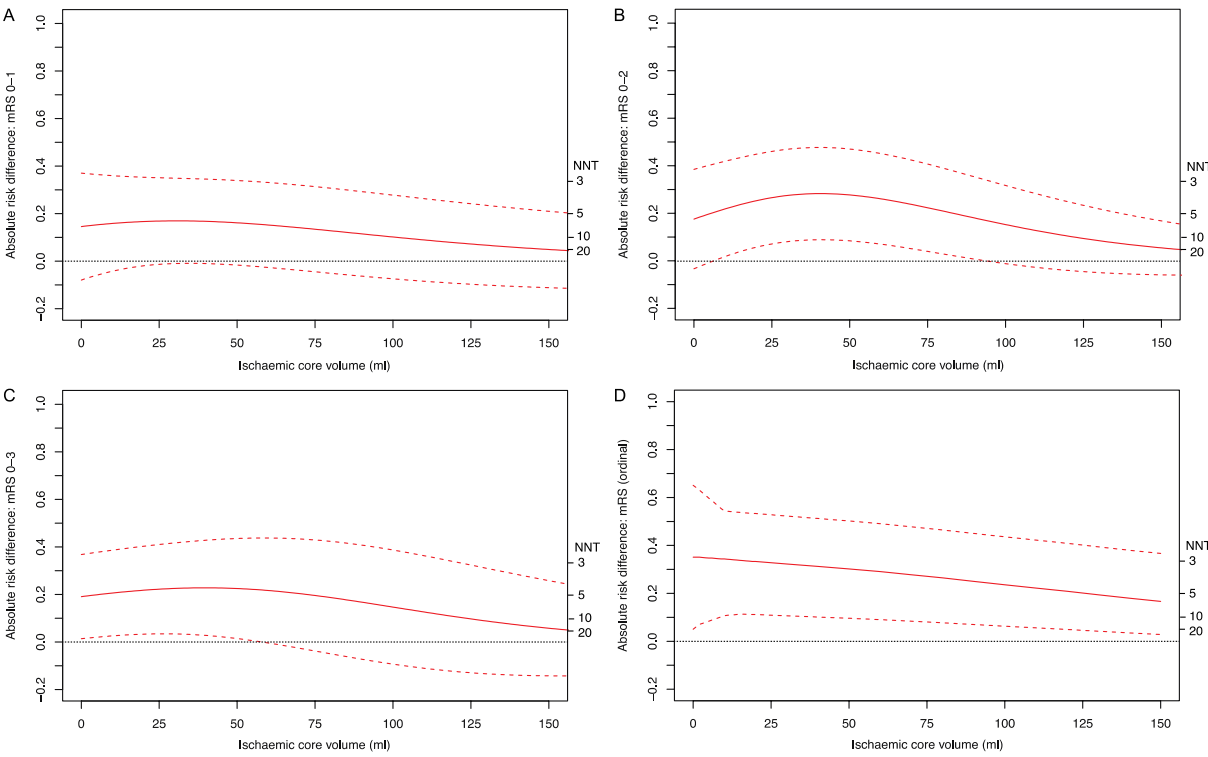 A
Absolute risk difference: mRS 0–1
1.0
0.8
0.6
0.4
0.2
0.0
−0.2
NNT
3
5
10
20
0 25 50 75 100 125 150
Ischaemic core volume (ml)
B
Absolute risk difference: mRS 0–2
1.0
0.8
0.6
0.4
0.2
0.0
−0.2
NNT
3
5
10
20
0 25 50 75 100 125 150
Ischaemic core volume (ml)
C
Absolute risk difference: mRS 0–3
1.0
0.8
0.6
0.4
0.2
0.0
−0.2
NNT
3
5
10
20
0 25 50 75 100 125 150
Ischaemic core volume (ml)
D
Absolute risk difference: mRS (ordinal)
1.0
0.8
0.6
0.4
0.2
0.0
−0.2
NNT
3
5
10
20
0 25 50 75 100 125 150
Ischaemic core volume (ml)